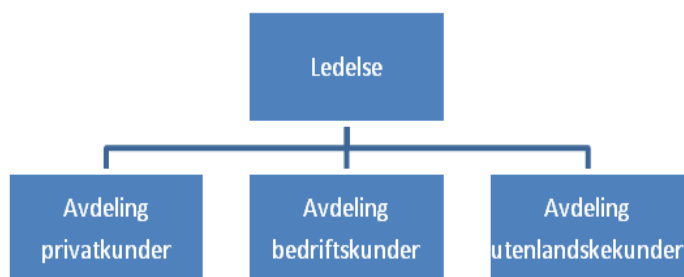 Ledelse
Avdeling
privatkunder
Avdeling
bedriftskunder
Avdeling
utenlandskekunder